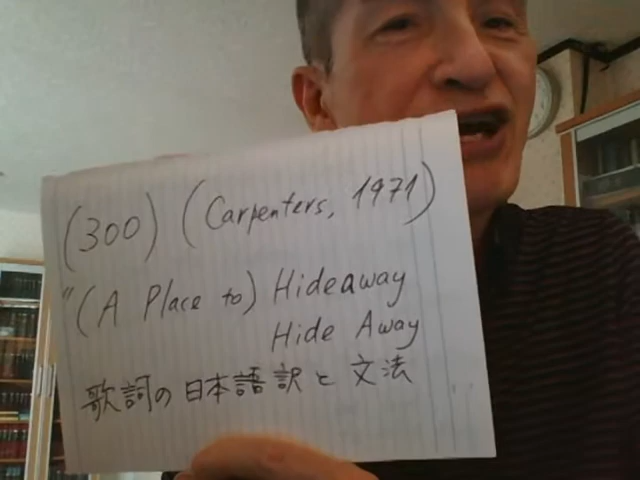 (300) (Carpenters, 1971)
"(A Place to) Hideaway
Hide Away
歌詞の日本語訳と文法